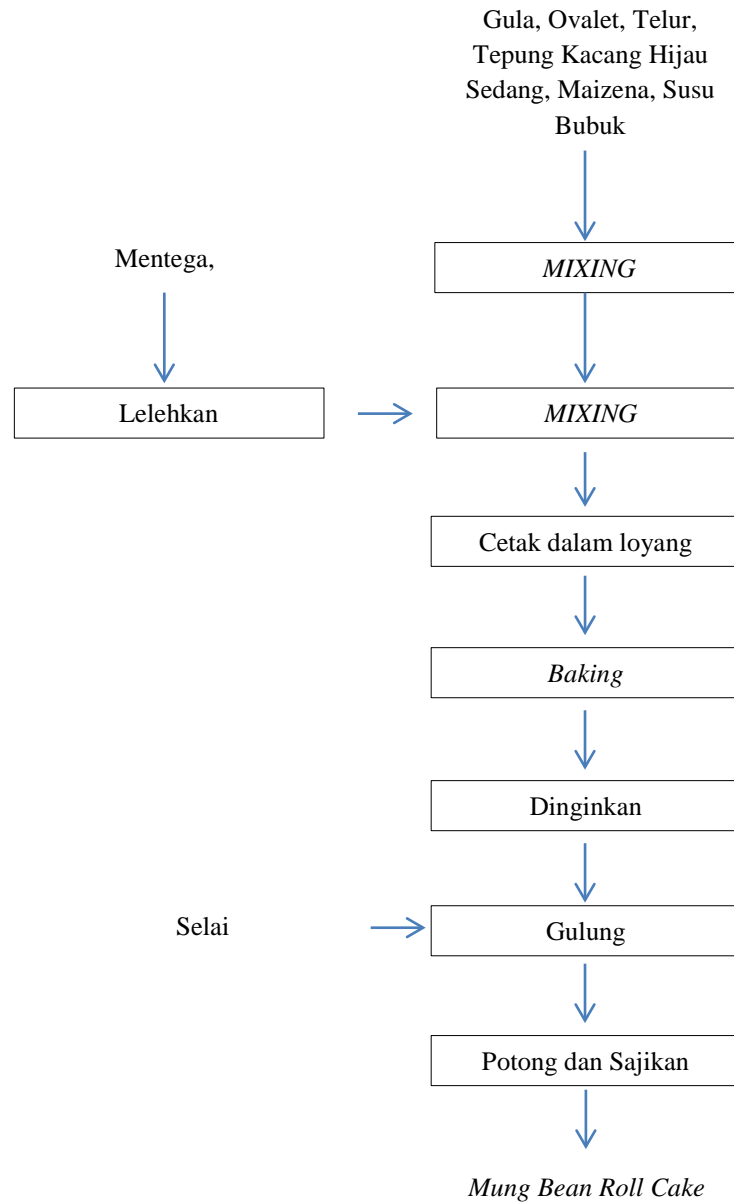 Gula, Ovalet, Telur,
Tepung Kacang Hijau
Sedang, Maizena, Susu
Bubuk
Mentega,
MIXING
Lelehkan
MIXING
Cetak dalam loyang
Baking
Dinginkan
Selai
Gulung
Potong dan Sajikan
Mung Bean Roll Cake